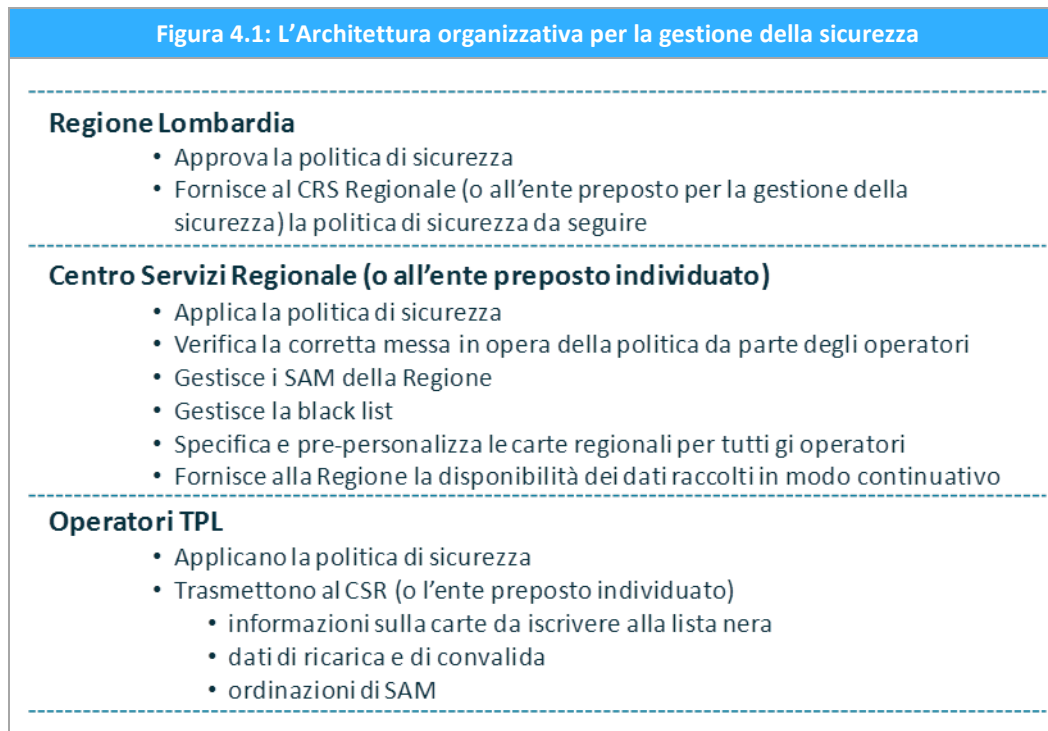 Figura 4.1: L’Architettura organizzativa per la gestione della sicurezza
Regione Lombardia
• Approva la politica di sicurezza
• Fornisce al CRS Regionale (o all’ente preposto per la gestione della
sicurezza) la politica di sicurezza da seguire
Centro Servizi Regionale (o all’ente preposto individuato)
• Applica la politica di sicurezza
• Verifica la corretta messa in opera della politica da parte degli operatori
• Gestisce i SAM della Regione
• Gestisce la black list
• Specifica e pre-personalizza le carte regionali per tutti gi operatori
• Fornisce alla Regione la disponibilità dei dati raccolti in modo continuativo
Operatori TPL
• Applicano la politica di sicurezza
• Trasmettono al CSR (o l’ente preposto individuato)
• informazioni sulla carte da iscrivere alla lista nera
• dati di ricarica e di convalida
• ordinazioni di SAM